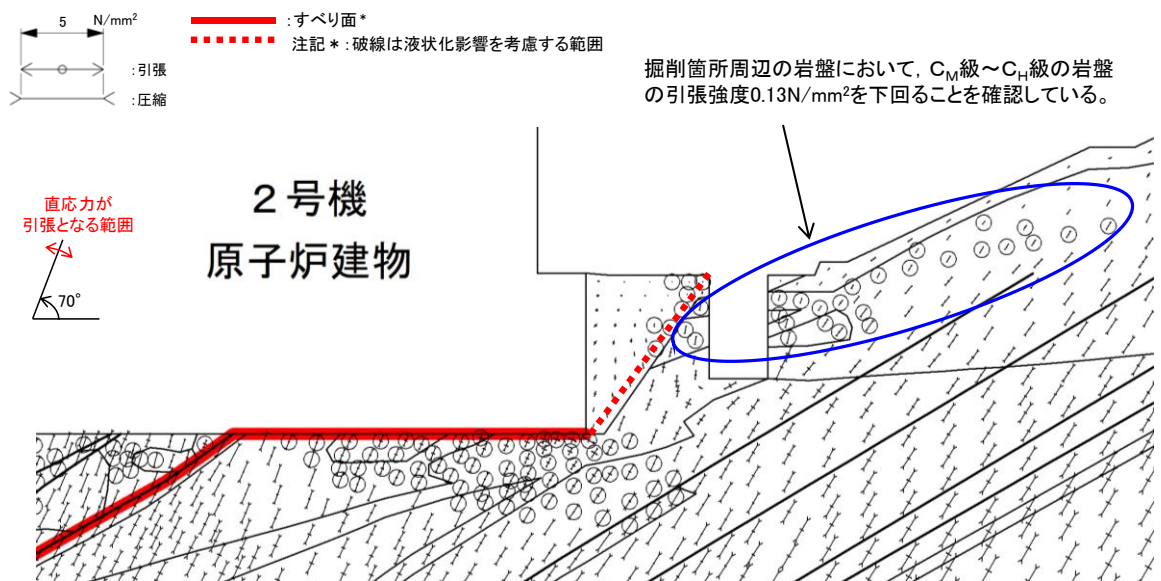 5 N/mm²
:引張
:圧縮
:すべり面*
注記*:破線は液状化影響を考慮する範囲
掘削箇所周辺の岩盤において,CM級~CH級の岩盤
の引張強度0.13N/mm²を下回ることを確認している。
直応力が
引張となる範囲
70°
2号機
原子炉建物